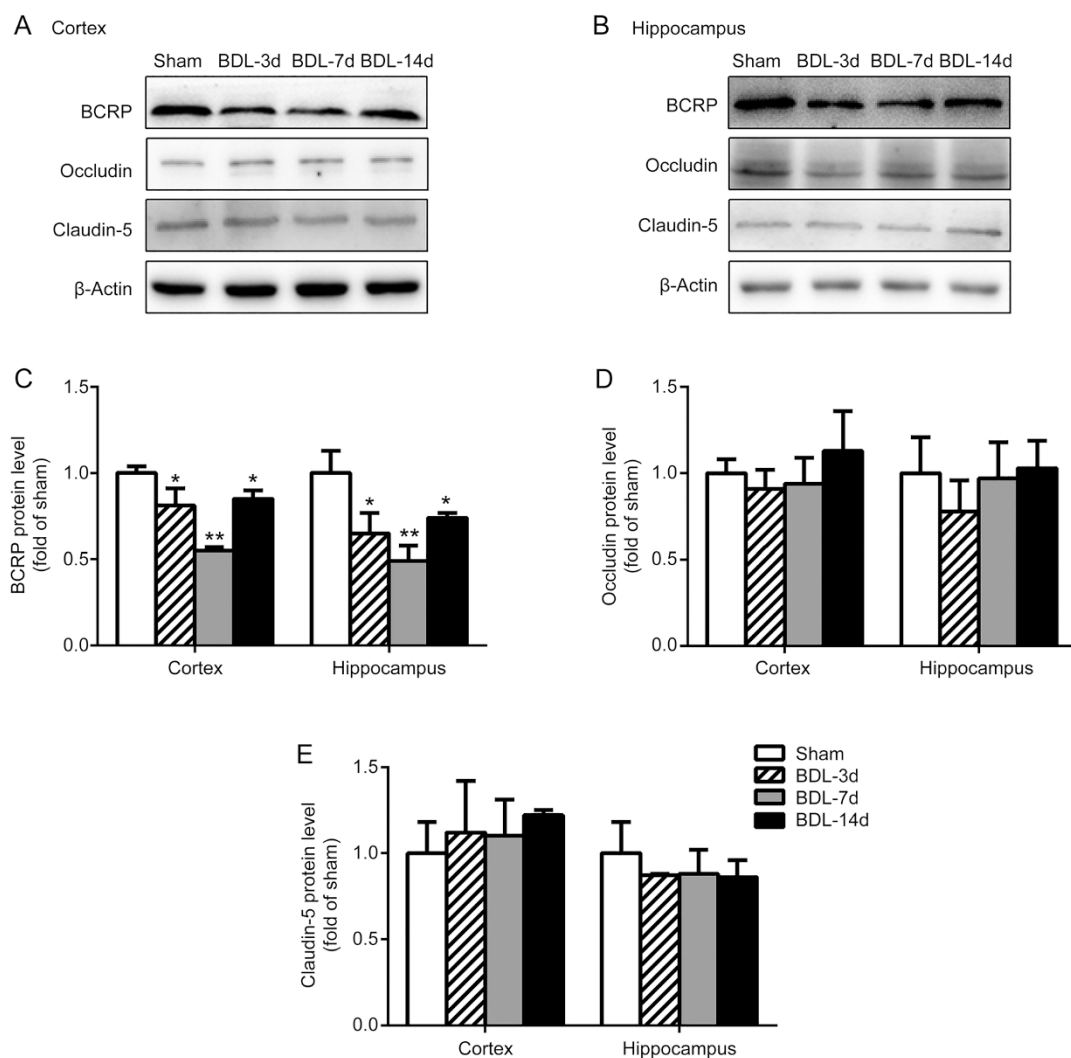 A Cortex
Sham BDL-3d BDL-7d BDL-14d
BCRP
Occludin
Claudin-5
β-Actin
B Hippocampus
Sham BDL-3d BDL-7d BDL-14d
BCRP
Occludin
Claudin-5
β-Actin
C
BCRP protein level
(fold of sham)
1.5
1.0
0.5
0.0
*
**
*
*
**
*
Cortex
Hippocampus
D
Occludin protein level
(fold of sham)
1.5
1.0
0.5
0.0
Cortex
Hippocampus
E
Claudin-5 protein level
(fold of sham)
1.5
1.0
0.5
0.0
Cortex
Hippocampus
Sham
BDL-3d
BDL-7d
BDL-14d